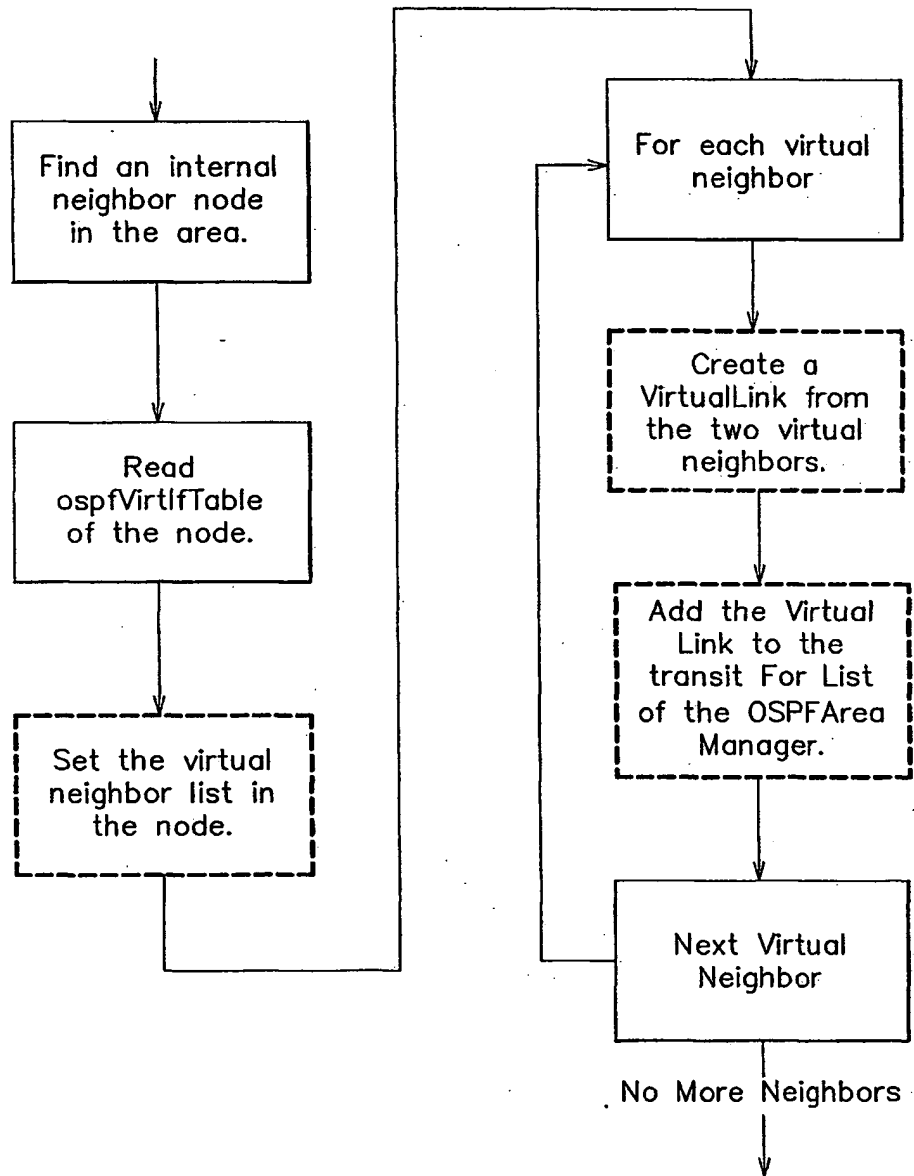 Find an internal
neighbor node
in the area.
Read
ospfVirtIfTable
of the node.
Set the virtual
neighbor list in
the node.
For each virtual
neighbor
Create a
VirtualLink from
the two virtual
neighbors.
Add the Virtual
Link to the
transit For List
of the OSPFArea
Manager.
Next Virtual
Neighbor
No More Neighbors